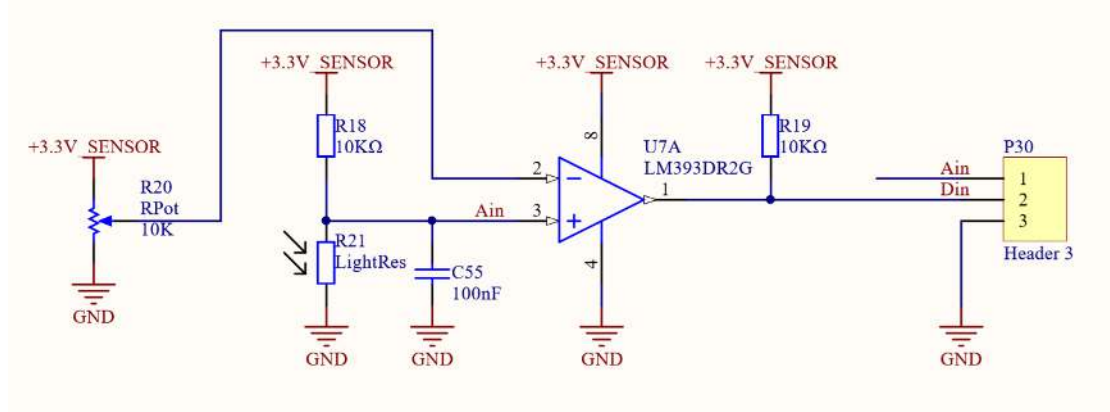 +3.3V_SENSOR
R20
RPot
10K
GND
+3.3V_SENSOR
R18
10KΩ
Ain
R21
LightRes
C55
100nF
GND
GND
+3.3V_SENSOR
8
2
3
1
4
U7A
LM393DR2G
GND
+3.3V_SENSOR
R19
10KΩ
P30
Ain
1
Din
2
3
Header 3
GND